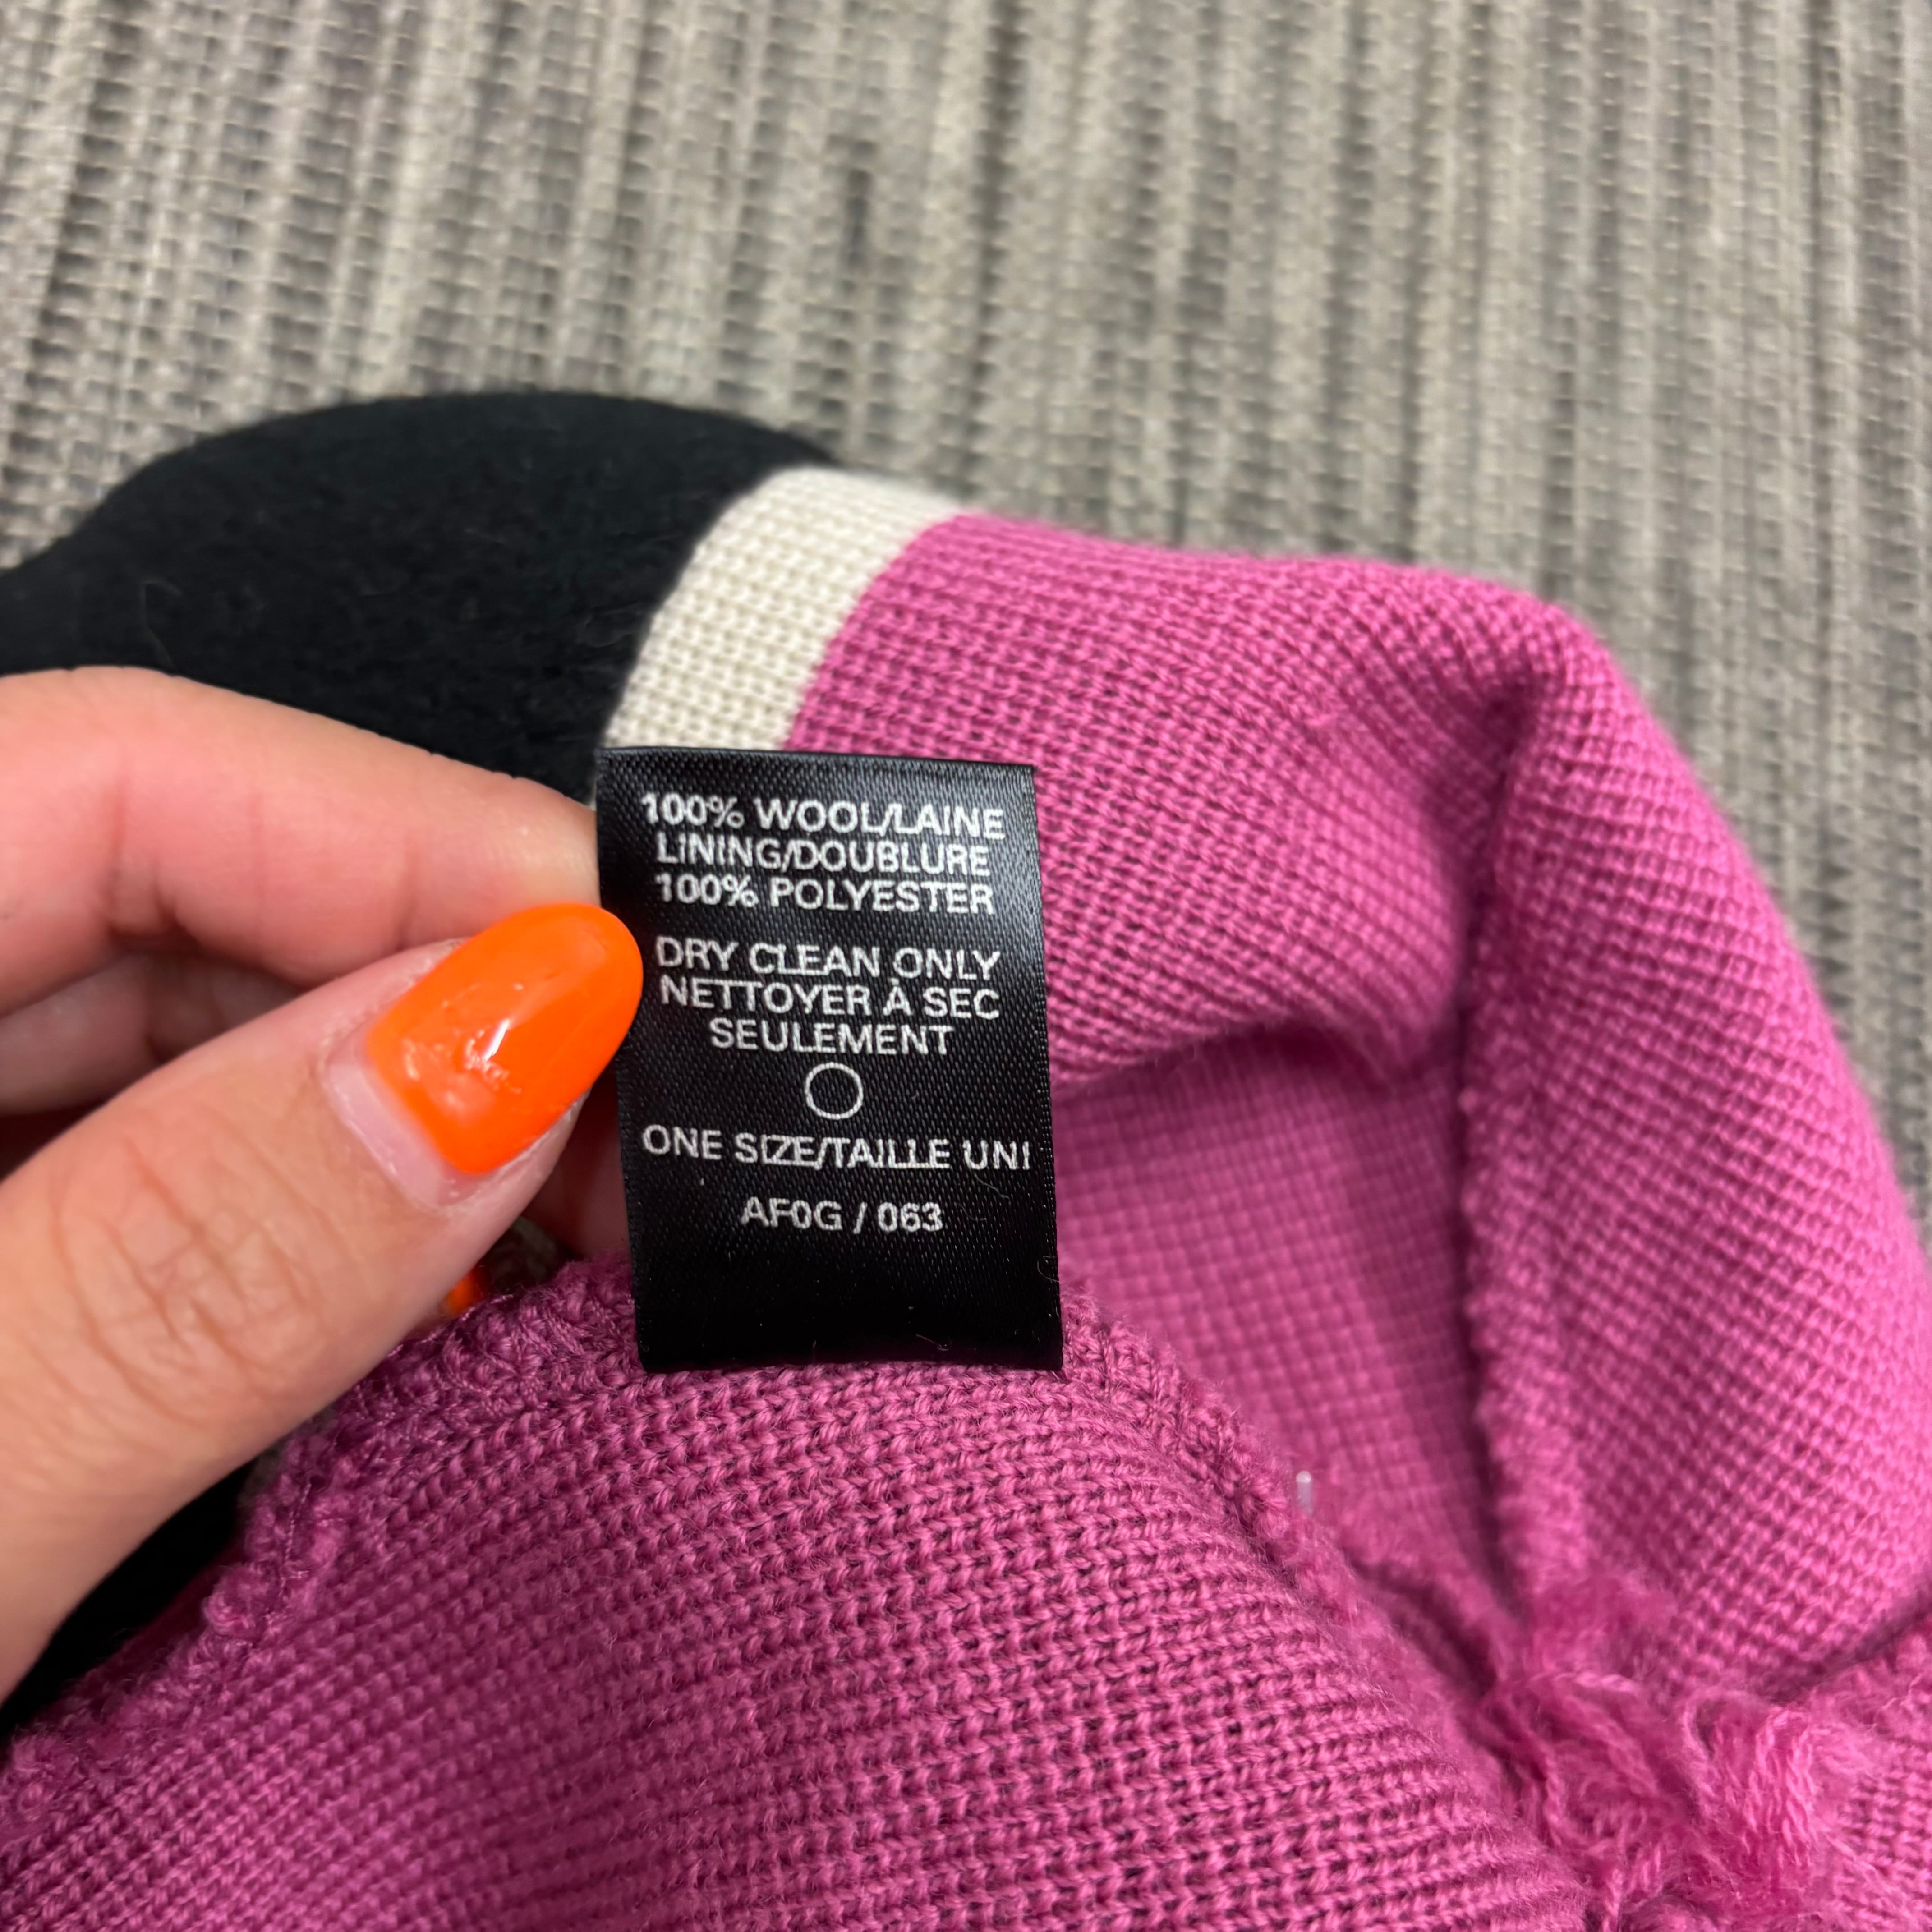 100% WOOL/LAINE
LINING/DOUBLURE
100% POLYESTER
DRY CLEAN ONLY
NETTOYER À SEC
SEULEMENT
ONE SIZE/TAILLE UNI
AF0G / 063